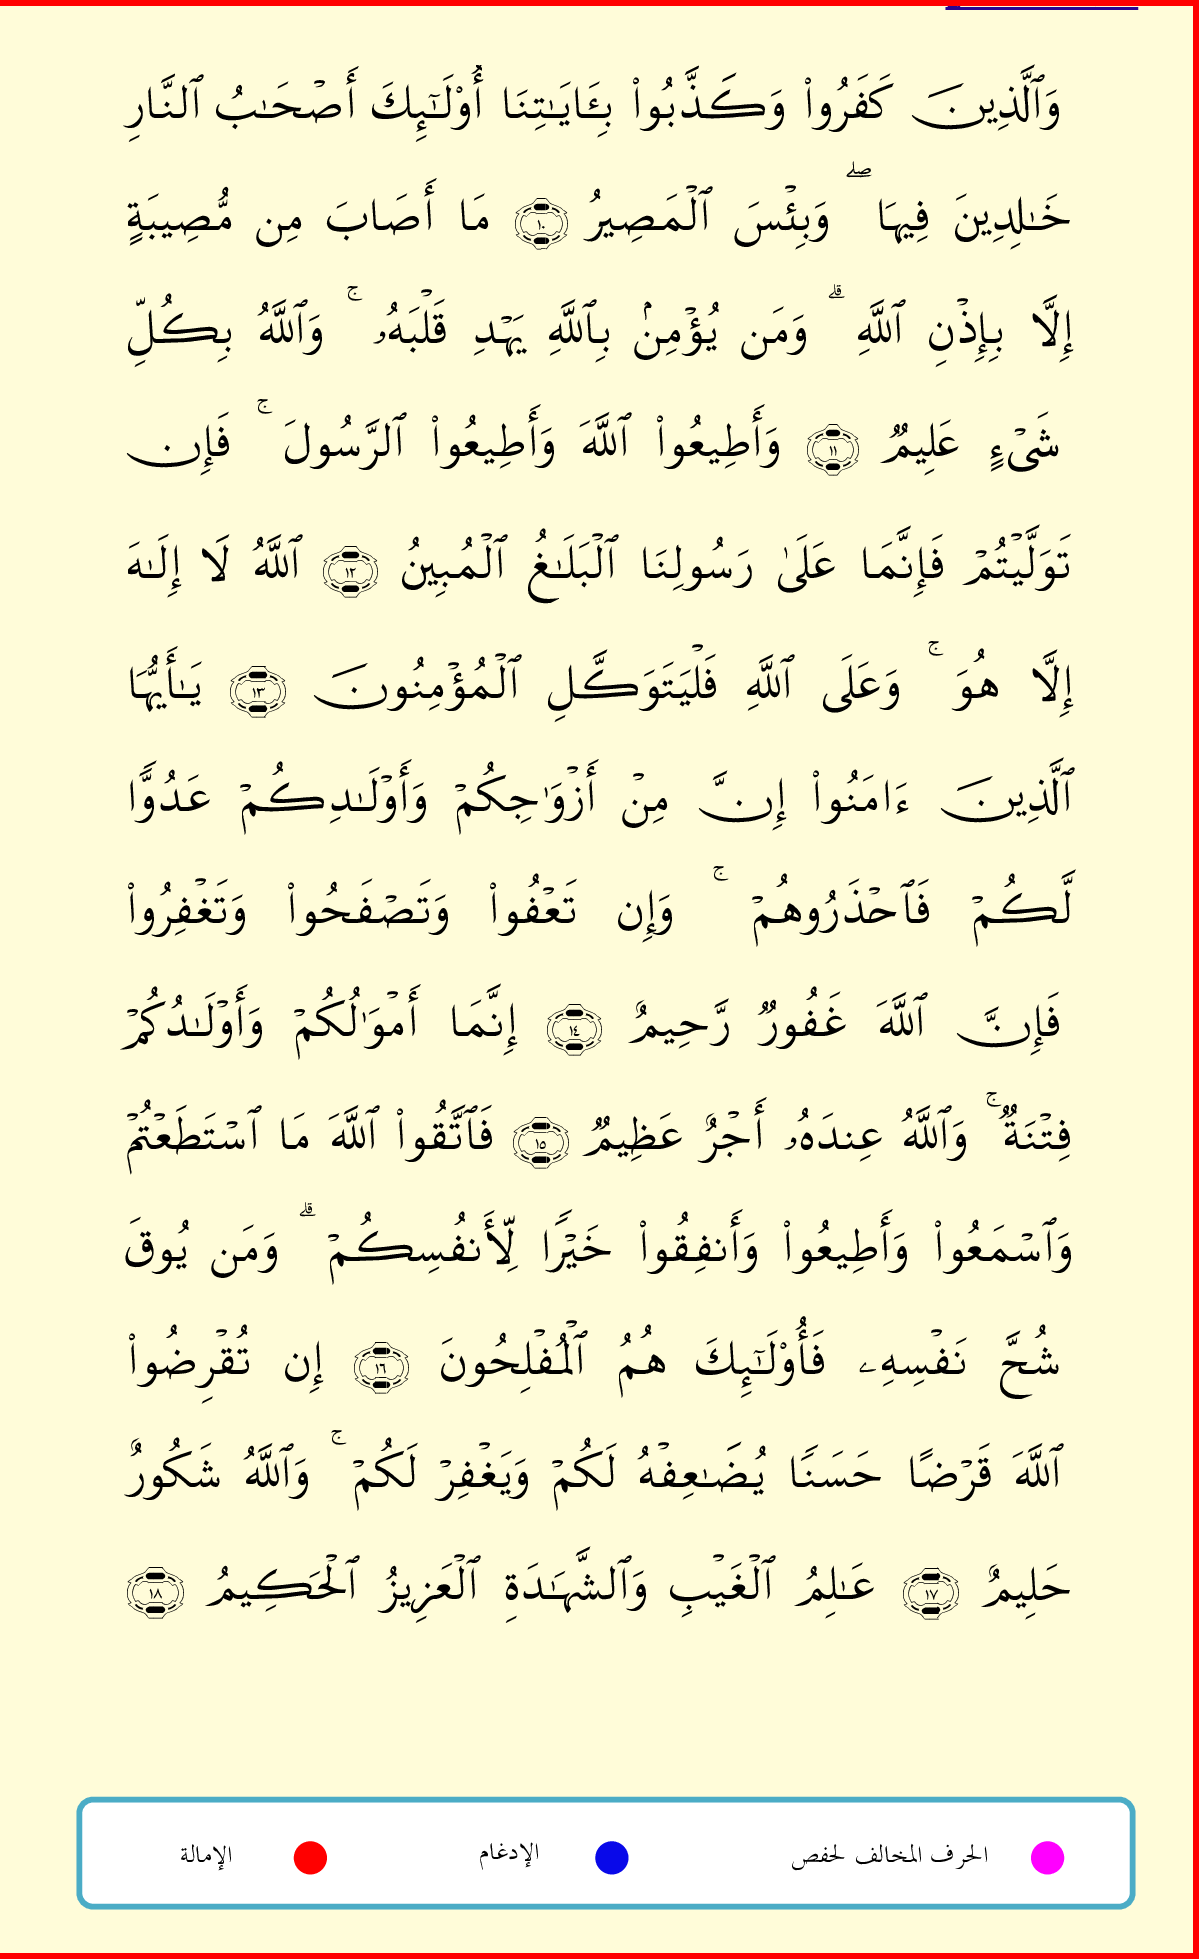 وَٱلَّذِينَ كَفَرُوا۟ وَكَذَّبُوا۟ بِـَٔايَـٰتِنَا أُو۟لَـٰٓئِكَ أَصْحَـٰبُ ٱلنَّارِ
خَـٰلِدِينَ فِيهَا ۖ وَبِئْسَ ٱلْمَصِيرُ ١٠ مَا أَصَابَ مِن مُّصِيبَةٍ
إِلَّا بِإِذْنِ ٱللَّهِ ۗ وَمَن يُؤْمِنۢ بِٱللَّهِ يَهْدِ قَلْبَهُۥ ۚ وَٱللَّهُ بِكُلِّ
شَىْءٍ عَلِيمٌ ١١ وَأَطِيعُوا۟ ٱللَّهَ وَأَطِيعُوا۟ ٱلرَّسُولَ ۚ فَإِن
تَوَلَّيْتُمْ فَإِنَّمَا عَلَىٰ رَسُولِنَا ٱلْبَلَـٰغُ ٱلْمُبِينُ ١٢ ٱللَّهُ لَا إِلَـٰهَ
إِلَّا هُوَ ۚ وَعَلَى ٱللَّهِ فَلْيَتَوَكَّلِ ٱلْمُؤْمِنُونَ ١٣ يَـٰأَيُّهَا
ٱلَّذِينَ ءَامَنُوا۟ إِنَّ مِنْ أَزْوَٰجِكُمْ وَأَوْلَـٰدِكُمْ عَدُوًّا
لَّكُمْ فَٱحْذَرُوهُمْ ۚ وَإِن تَعْفُوا۟ وَتَصْفَحُوا۟ وَتَغْفِرُوا۟
فَإِنَّ ٱللَّهَ غَفُورٌ رَّحِيمٌ ١٤ إِنَّمَا أَمْوَٰلُكُمْ وَأَوْلَـٰدُكُمْ
فِتْنَةٌ ۚ وَٱللَّهُ عِندَهُۥ أَجْرٌ عَظِيمٌ ١٥ فَٱتَّقُوا۟ ٱللَّهَ مَا ٱسْتَطَعْتُمْ
وَٱسْمَعُوا۟ وَأَطِيعُوا۟ وَأَنفِقُوا۟ خَيْرًا لِّأَنفُسِكُمْ ۗ وَمَن يُوقَ
شُحَّ نَفْسِهِۦ فَأُو۟لَـٰٓئِكَ هُمُ ٱلْمُفْلِحُونَ ١٦ إِن تُقْرِضُوا۟
ٱللَّهَ قَرْضًا حَسَنًا يُضَـٰعِفْهُ لَكُمْ وَيَغْفِرْ لَكُمْ ۚ وَٱللَّهُ شَكُورٌ
حَلِيمٌ ١٧ عَـٰلِمُ ٱلْغَيْبِ وَٱلشَّهَـٰدَةِ ٱلْعَزِيزُ ٱلْحَكِيمُ ١٨
الحرف المخالف لحفص الإدغام الإمالة